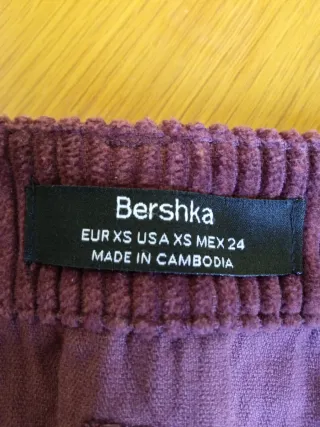 Bershka
EUR XS USA XS MEX 24
MADE IN CAMBODIA